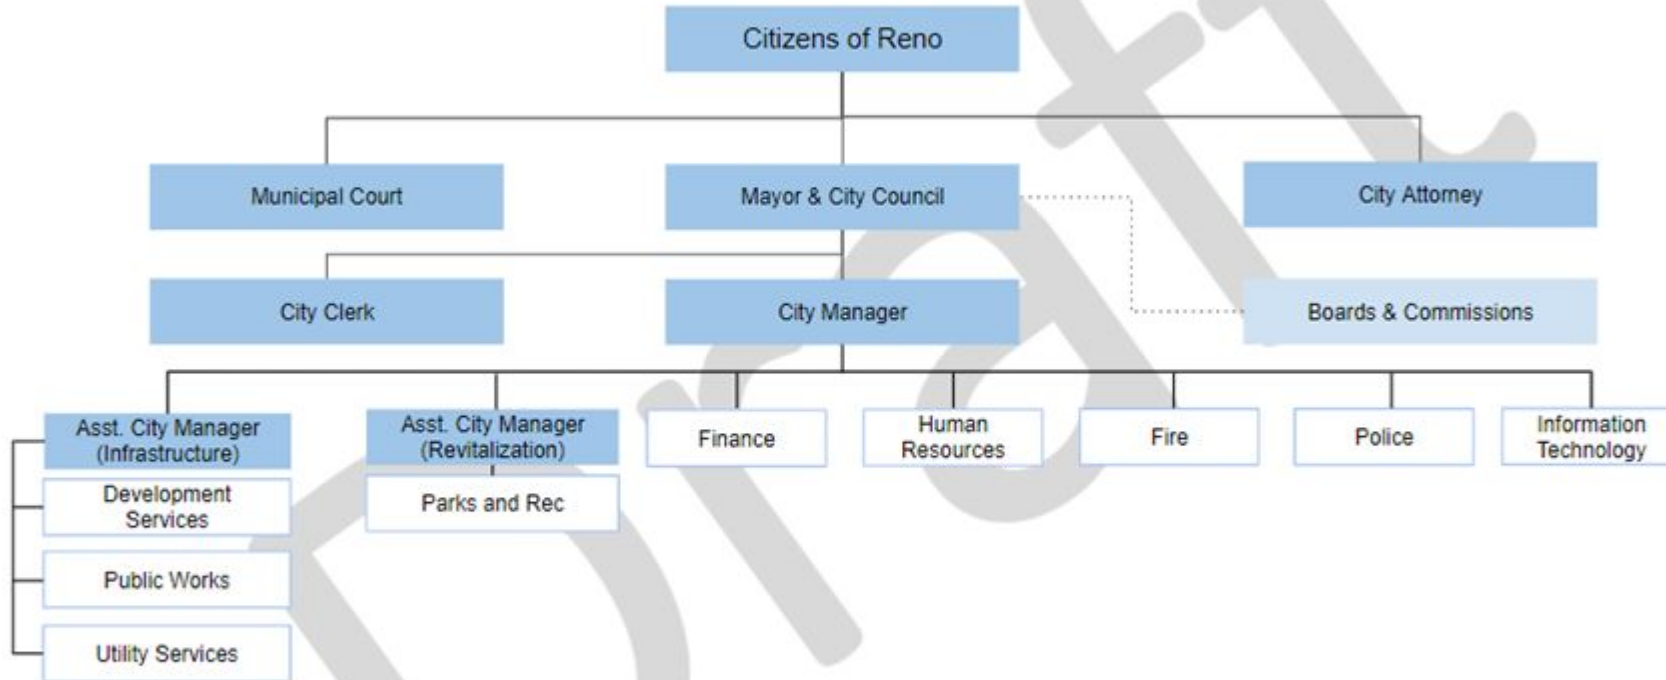 Citizens of Reno
Municipal Court
Mayor & City Council
City Attorney
City Clerk
City Manager
Boards & Commissions
Asst. City Manager
(Infrastructure)
Asst. City Manager
(Revitalization)
Finance
Human
Resources
Fire
Police
Information
Technology
Development
Services
Parks and Rec
Public Works
Utility Services
Draft